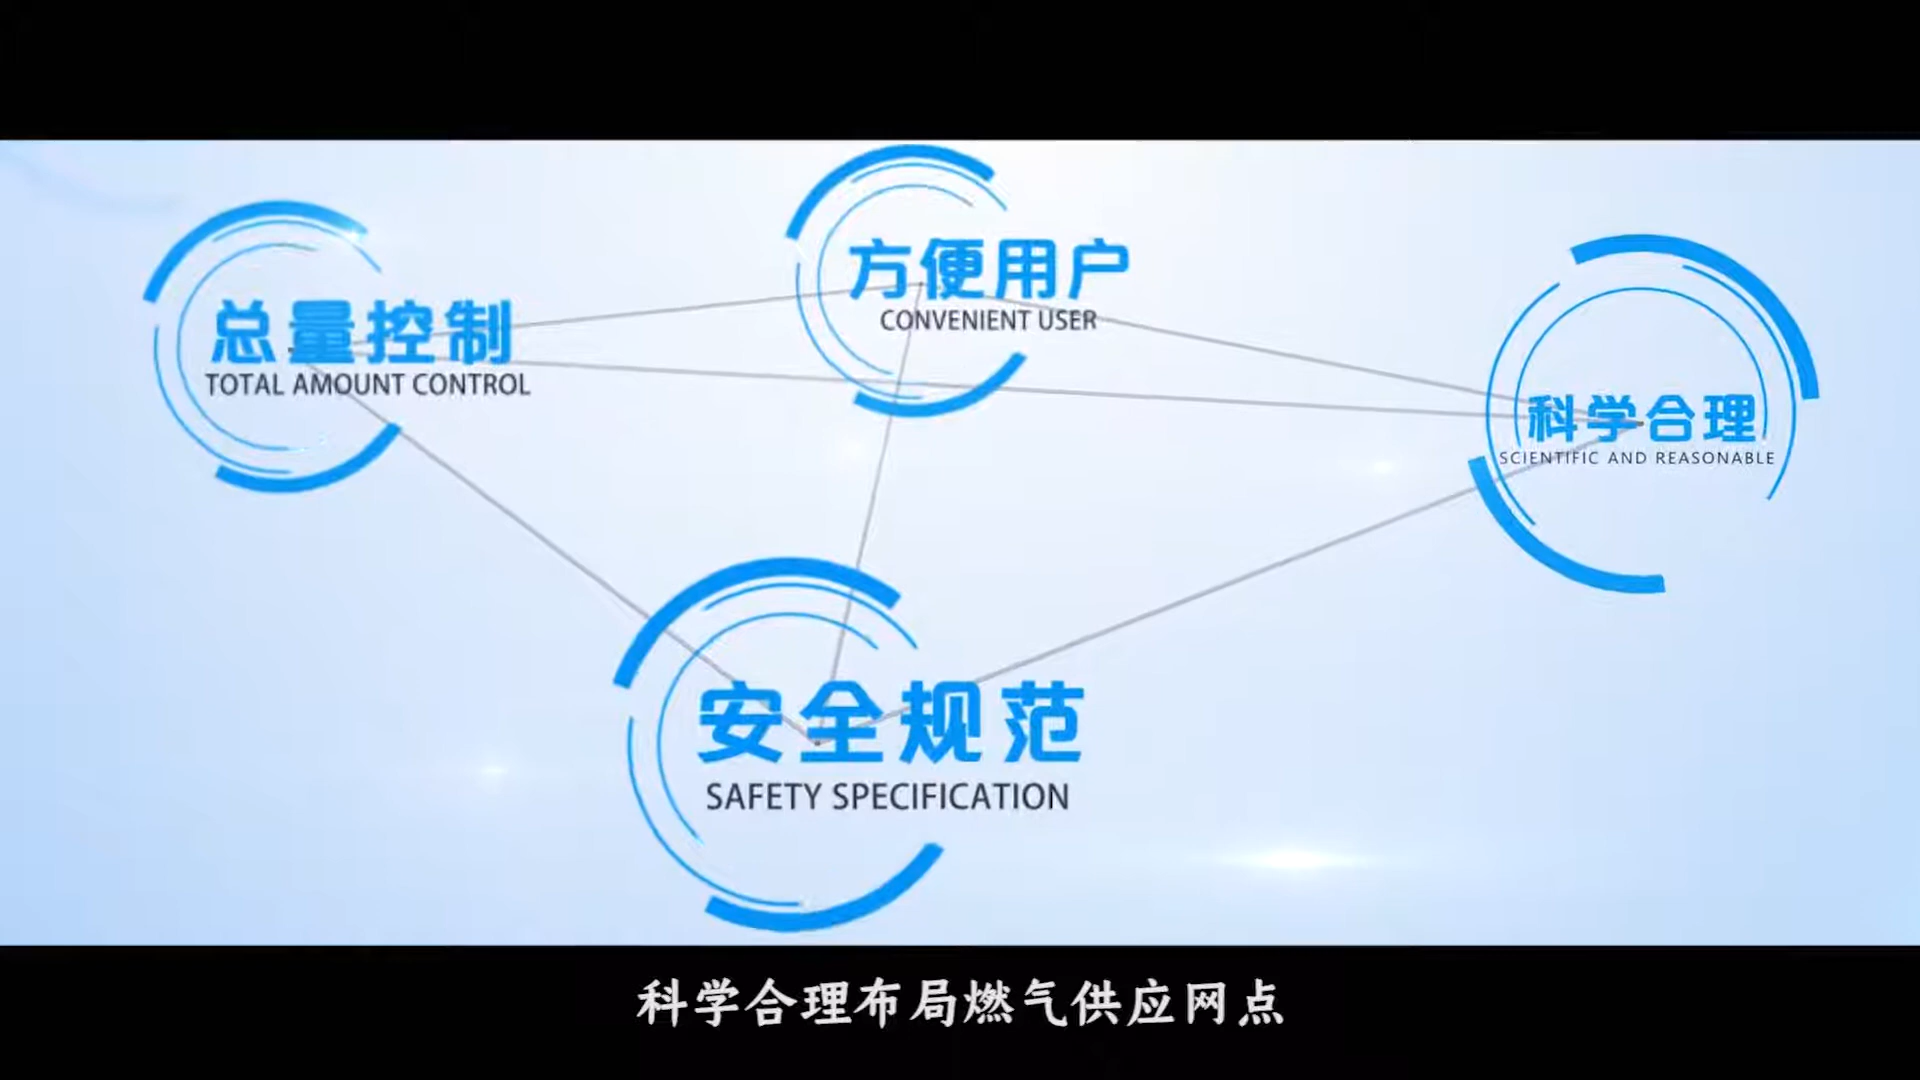 方便用户
CONVENIENT USER
总量控制
TOTAL AMOUNT CONTROL
科学合理
SCIENTIFIC AND REASONABLE
安全规范
SAFETY SPECIFICATION
科学合理布局燃气供应网点